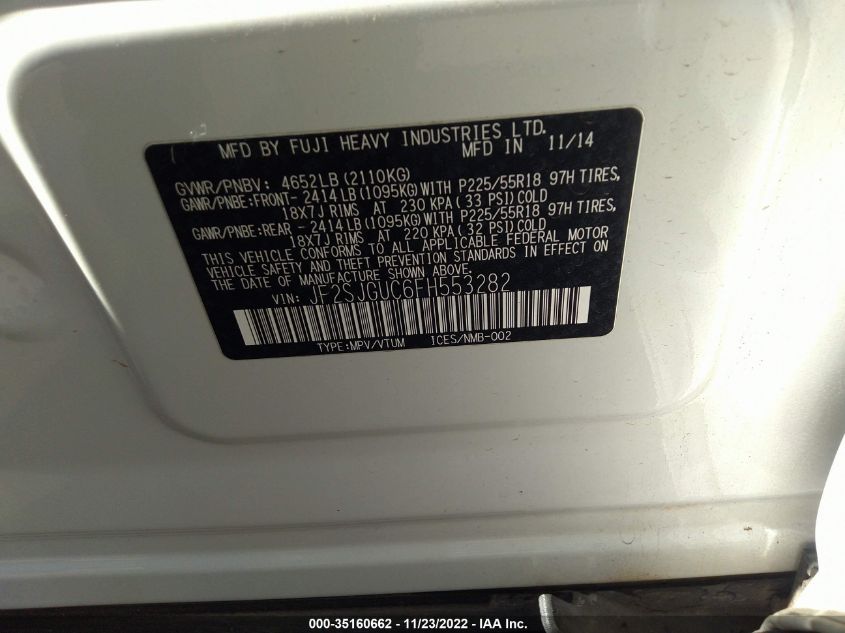 MFD BY FUJI HEAVY INDUSTRIES LTD.
MFD IN 11/14
GVWR/PNBV: 4652LB (2110KG)
GAWR/PNBE:FRONT- 2414LB (1095KG) WITH P225/55R18 97H TIRES,
18X7J RIMS AT 230 KPA (33 PSI) COLD
GAWR/PNBE:REAR - 2414LB (1095KG) WITH P225/55R18 97H TIRES,
18X7J RIMS AT 220 KPA (32 PSI) COLD
THIS VEHICLE CONFORMS TO ALL APPLICABLE FEDERAL MOTOR
VEHICLE SAFETY AND THEFT PREVENTION STANDARDS IN EFFECT ON
THE DATE OF MANUFACTURE SHOWN ABOVE.
VIN: JF2SJGUC6FH553282
TYPE:MPV/VTUM ICES/NMB-002
000-35160662 - 11/23/2022 - IAA Inc.